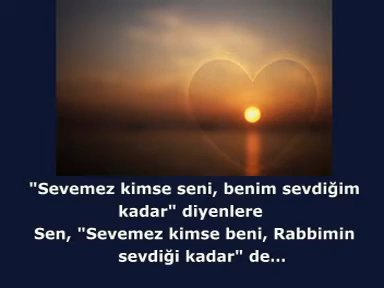 "Sevemez kimse seni, benim sevdiğim
kadar" diyenlere
Sen, "Sevemez kimse beni, Rabbimin
sevdiği kadar" de...